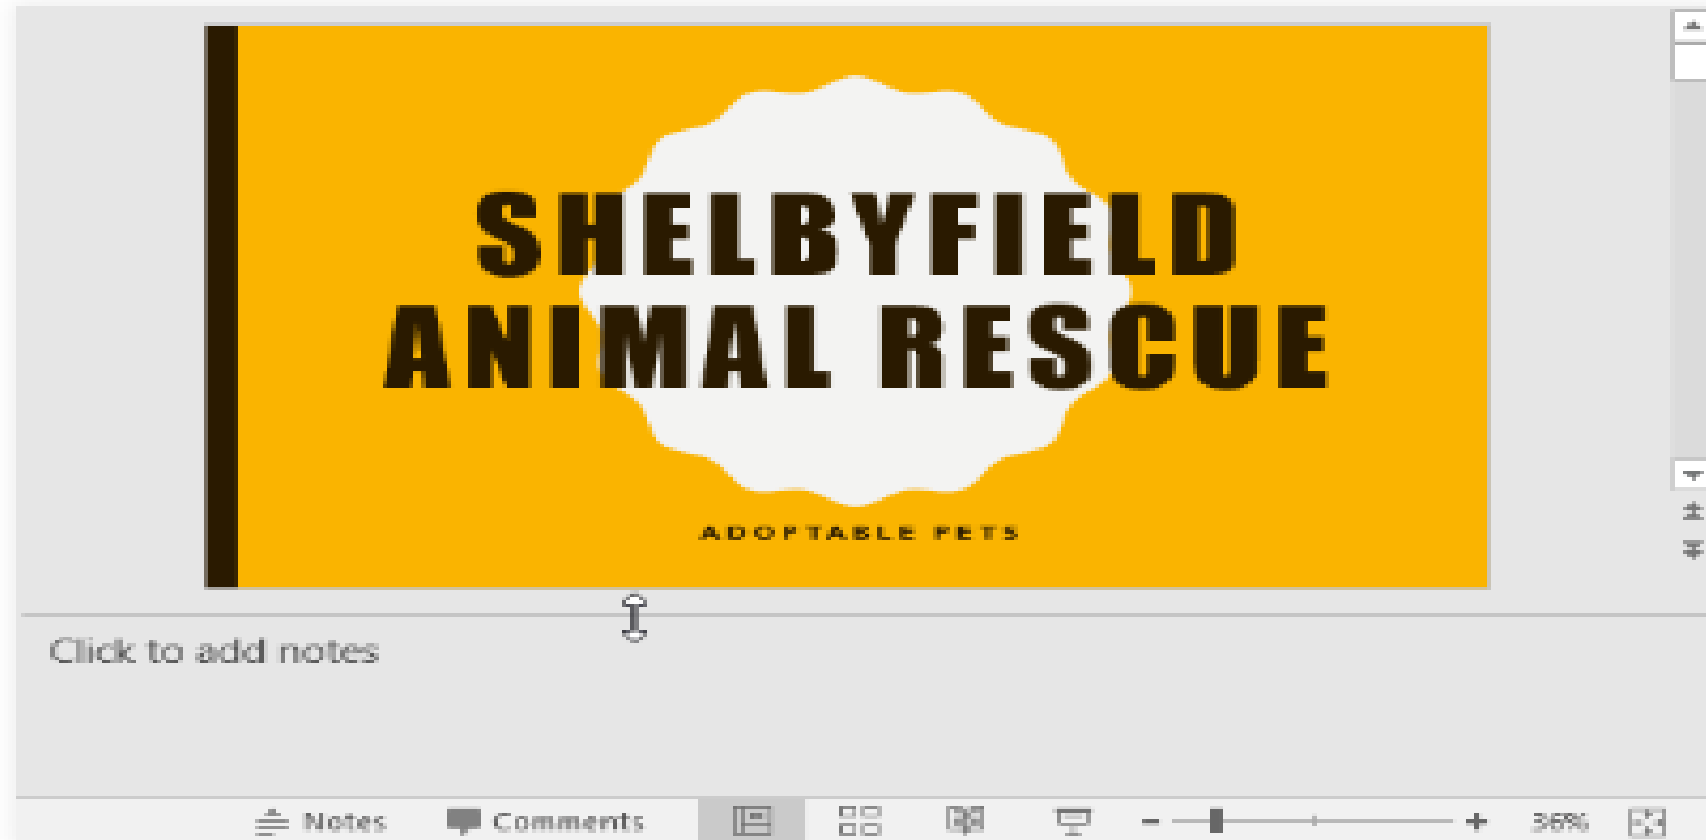 SHELBYFIELD
ANIMAL RESCUE
ADOPTABLE PETS
Click to add notes
Notes Comments 36%